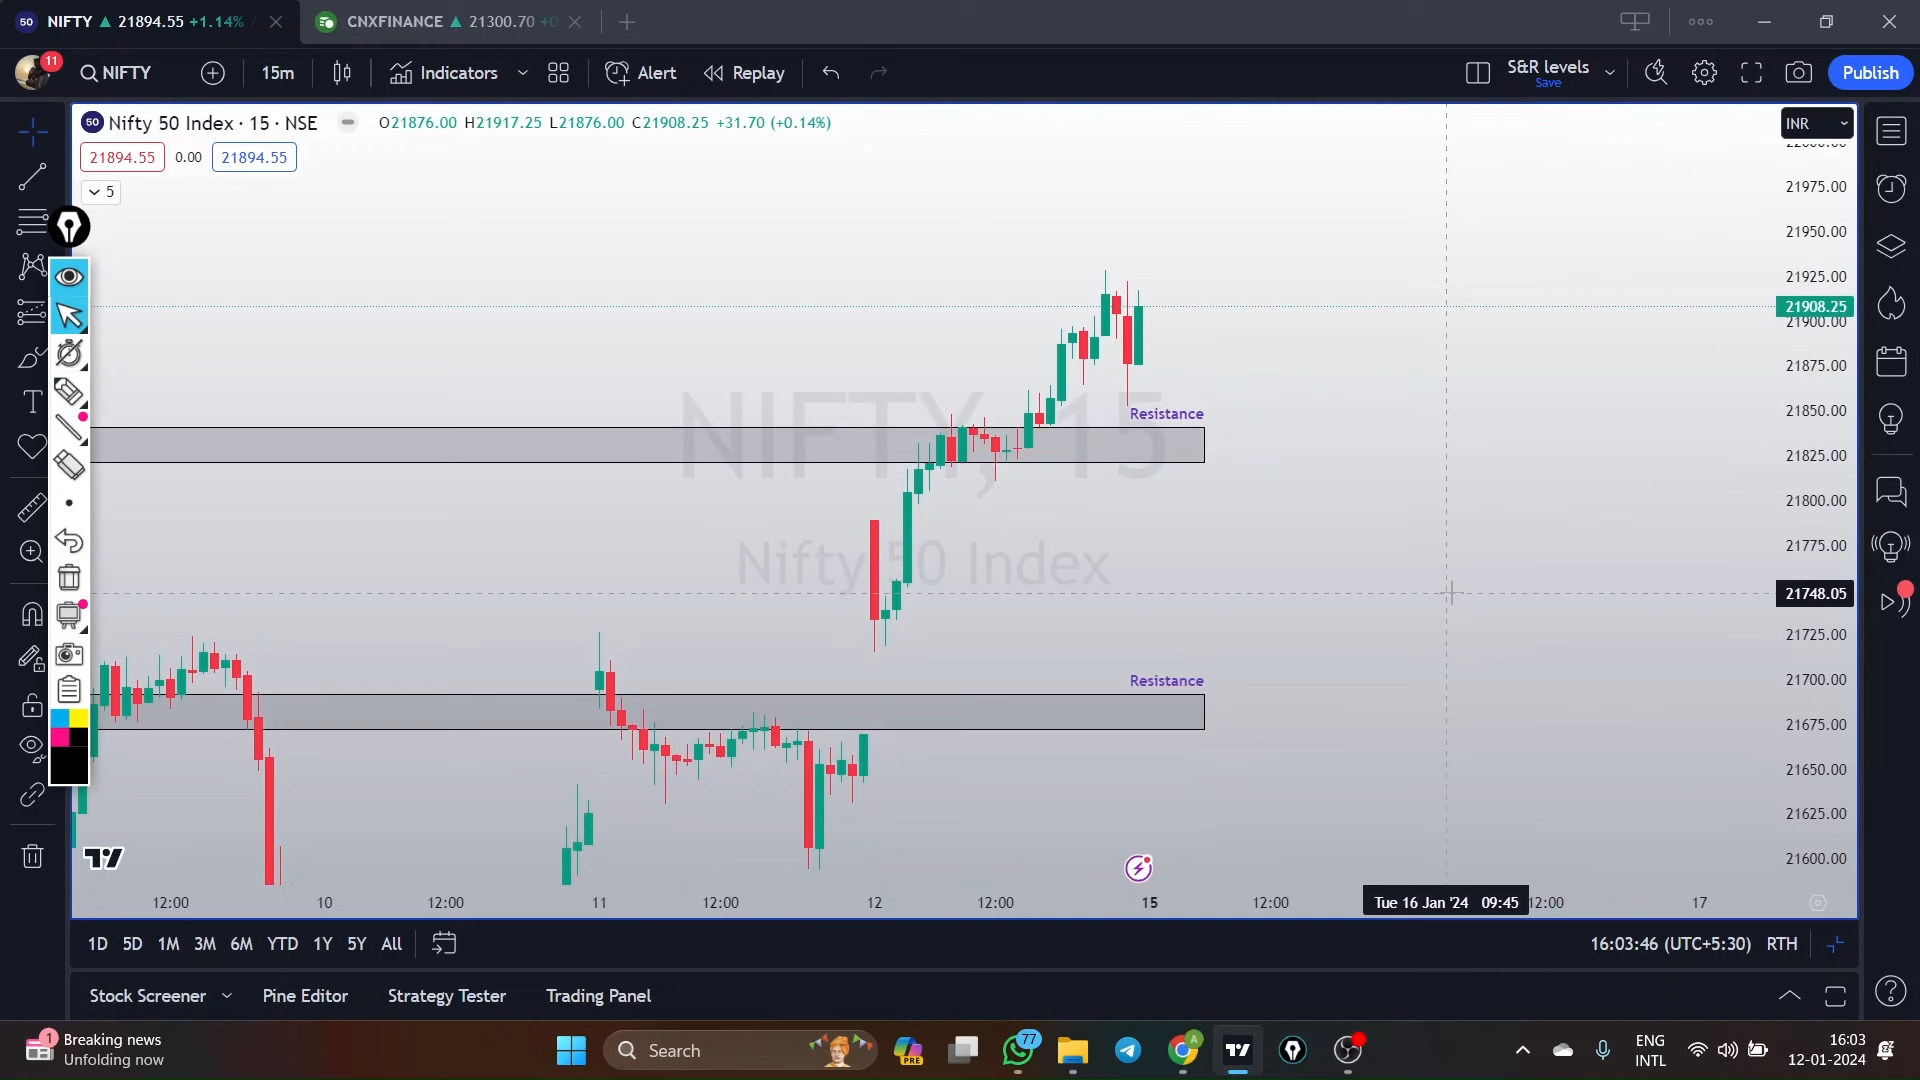 50 NIFTY ▲ 21894.55 +1.14% /
CNXFINANCE ▲ 21300.70 +0
11
NIFTY
15m
Indicators
Alert
Replay
S&R levels
Save
Publish
50 Nifty 50 Index · 15 · NSE
O21876.00 H21917.25 L21876.00 C21908.25 +31.70 (+0.14%)
INR
21894.55 0.00 21894.55
5
21975.00
21950.00
21925.00
21908.25
21900.00
21875.00
21850.00
21825.00
21800.00
21775.00
21748.05
21725.00
21700.00
21675.00
21650.00
21625.00
21600.00
NIFTY, 15
Nifty 50 Index
Resistance
Resistance
12:00 10 12:00 11 12:00 12 12:00 15 12:00 Tue 16 Jan '24 09:45 12:00 17
1D 5D 1M 3M 6M YTD 1Y 5Y All
16:03:46 (UTC+5:30) RTH
Stock Screener Pine Editor Strategy Tester Trading Panel
1 Breaking news
Unfolding now
Search
PRE
77
A
ENG
INTL
16:03
12-01-2024